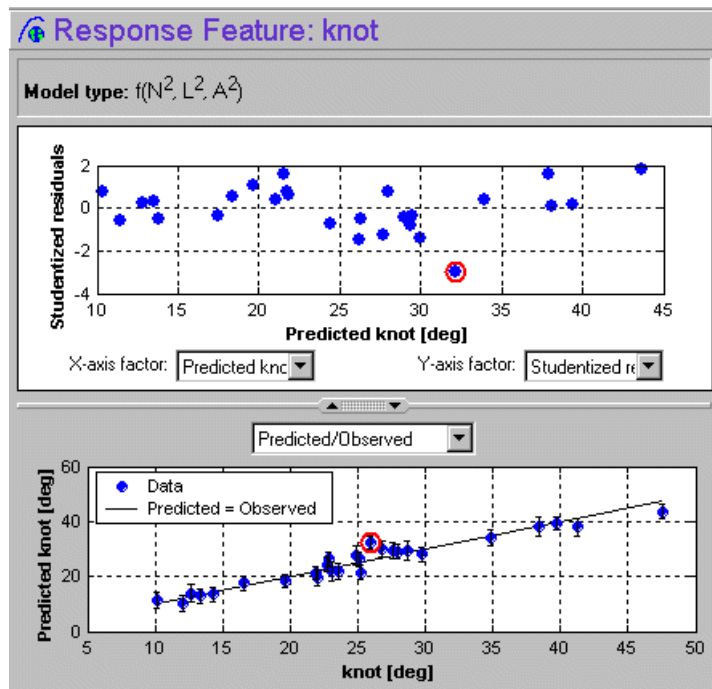 Response Feature: knot
Model type: f(N², L², A²)
Studentized residuals
2
0
-2
-4
10 15 20 25 30 35 40 45
Predicted knot [deg]
X-axis factor: Predicted knc
Y-axis factor: Studentized re
Predicted/Observed
Predicted knot [deg]
60
40
20
0
Data
Predicted = Observed
5 10 15 20 25 30 35 40 45 50
knot [deg]